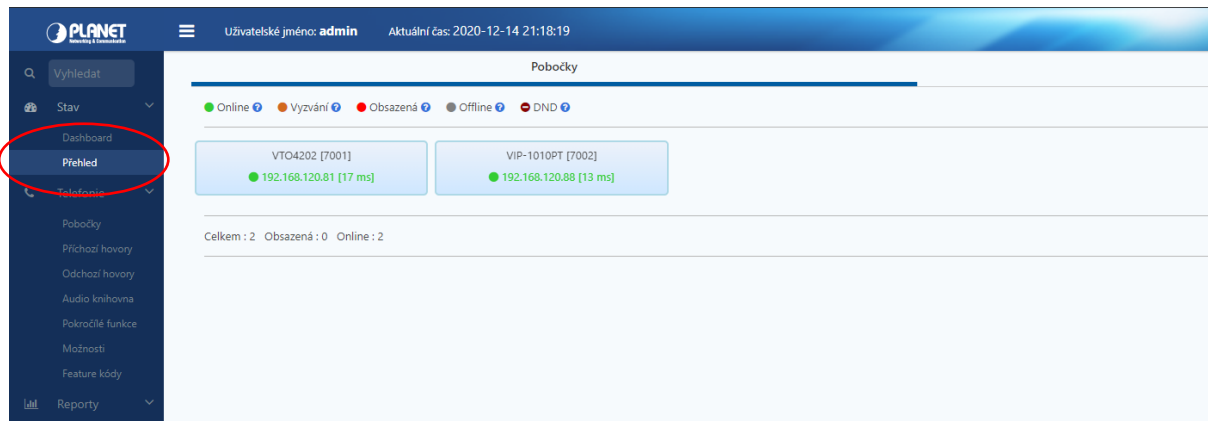 PLANET
Networking & Communication
Uživatelské jméno: admin Aktuální čas: 2020-12-14 21:18:19
Vyhledat
Stav
Dashboard
Přehled
Telefonie
Pobočky
Příchozí hovory
Odchozí hovory
Audio knihovna
Pokročílé funkce
Možnosti
Feature kódy
Reporty
Pobočky
Online Vyzvání Obsazená Offline DND
VTO4202 [7001]
192.168.120.81 [17 ms]
VIP-1010PT [7002]
192.168.120.88 [13 ms]
Celkem : 2 Obsazená : 0 Online : 2